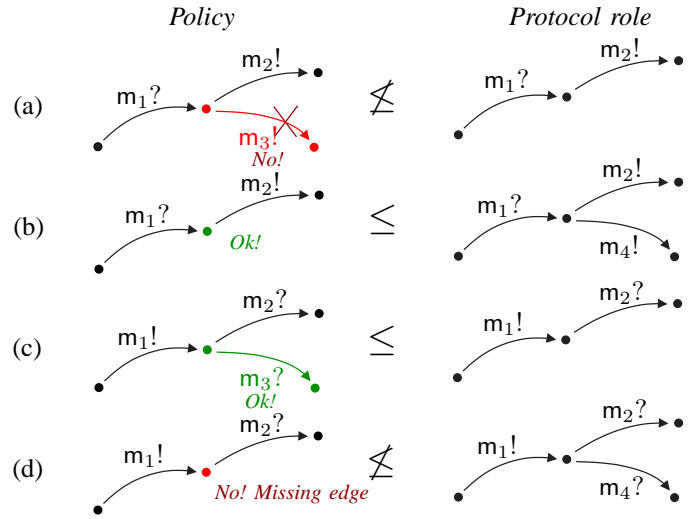 Policy Protocol role
m₂! m₂!
(a) m₁? ≰ m₁?
m₃!
No!
m₂! m₂!
(b) m₁? ≤ m₁?
Ok! m₄!
m₂? m₂?
(c) m₁! ≤ m₁!
m₃?
Ok!
m₂? m₂?
(d) m₁! ≰ m₁!
No! Missing edge m₄?